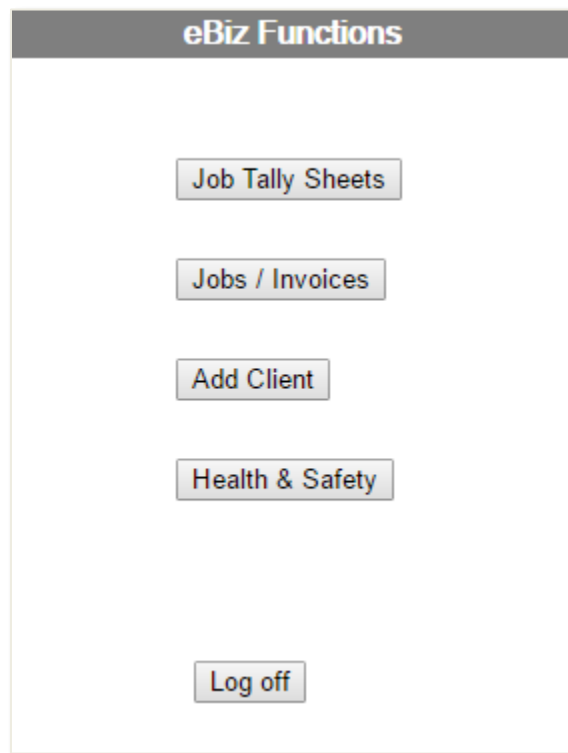 eBiz Functions
Job Tally Sheets
Jobs / Invoices
Add Client
Health & Safety
Log off